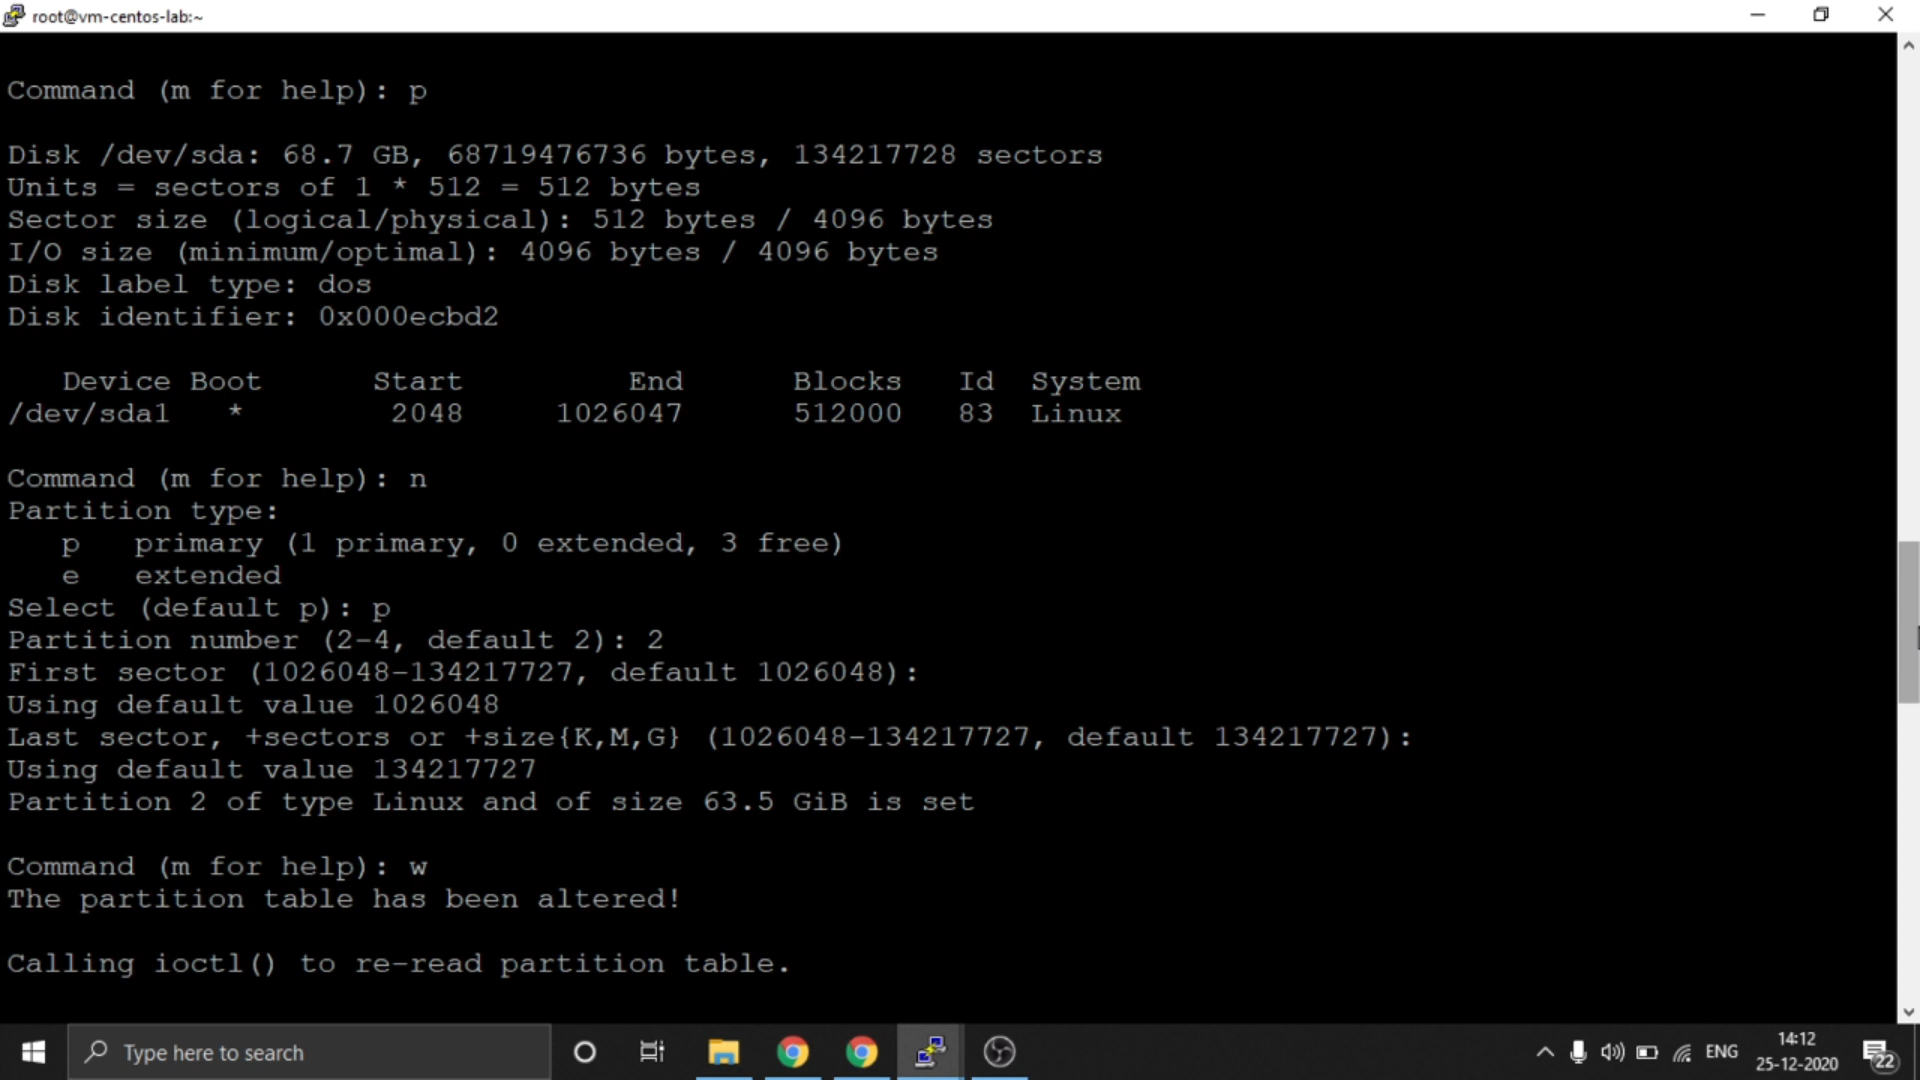 root@vm-centos-lab:~
Command (m for help): p
Disk /dev/sda: 68.7 GB, 68719476736 bytes, 134217728 sectors
Units = sectors of 1 * 512 = 512 bytes
Sector size (logical/physical): 512 bytes / 4096 bytes
I/O size (minimum/optimal): 4096 bytes / 4096 bytes
Disk label type: dos
Disk identifier: 0x000ecbd2
Device Boot Start End Blocks Id System
/dev/sda1 * 2048 1026047 512000 83 Linux
Command (m for help): n
Partition type:
p primary (1 primary, 0 extended, 3 free)
e extended
Select (default p): p
Partition number (2-4, default 2): 2
First sector (1026048-134217727, default 1026048):
Using default value 1026048
Last sector, +sectors or +size{K,M,G} (1026048-134217727, default 134217727):
Using default value 134217727
Partition 2 of type Linux and of size 63.5 GiB is set
Command (m for help): w
The partition table has been altered!
Calling ioctl() to re-read partition table.
Type here to search
ENG
14:12
25-12-2020
22